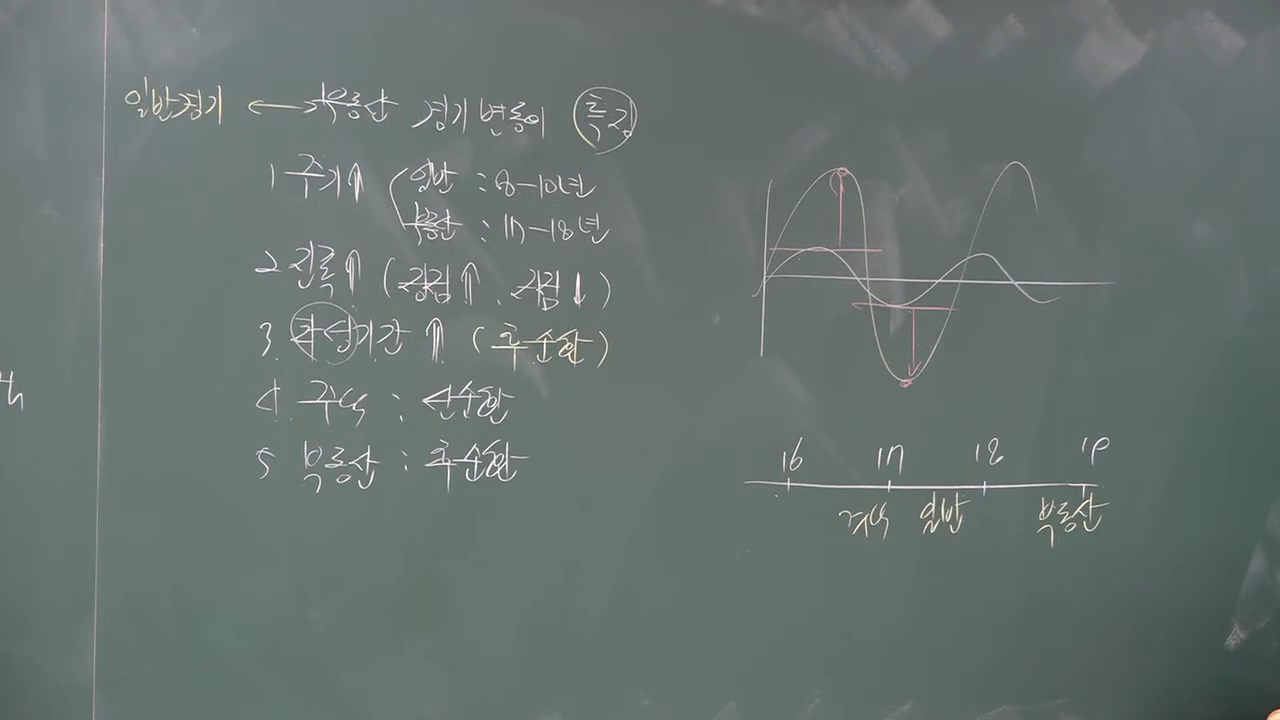 일반경기 ↔ 부동산 경기변동의 특징
1 주기↑ 일반 : 8-10년
부동산 : 17-18년
2 진폭↑ (정점↑, 저점↓)
3. 기간↑ (후순환)
4. 주식 : 전순환
5 부동산 : 후순환
16 17 18 19
주식 일반 부동산